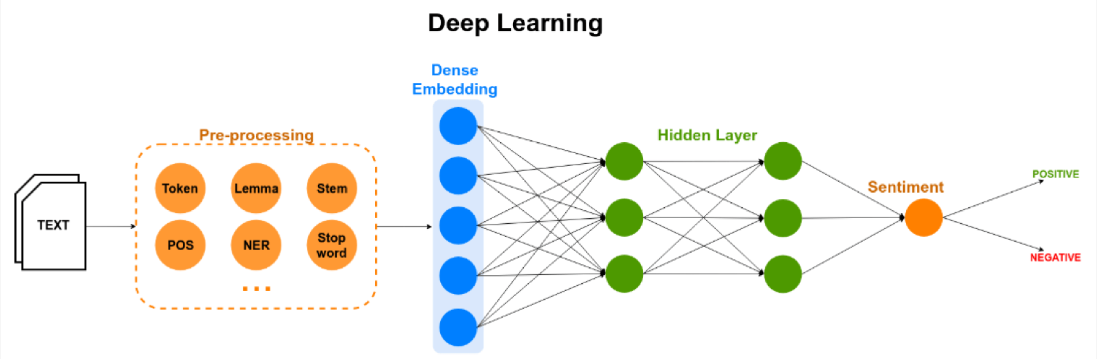 Deep Learning
Dense
Embedding
Pre-processing
Hidden Layer
Token
Lemma
Stem
Sentiment
POSITIVE
TEXT
POS
NER
Stop
word
...
NEGATIVE